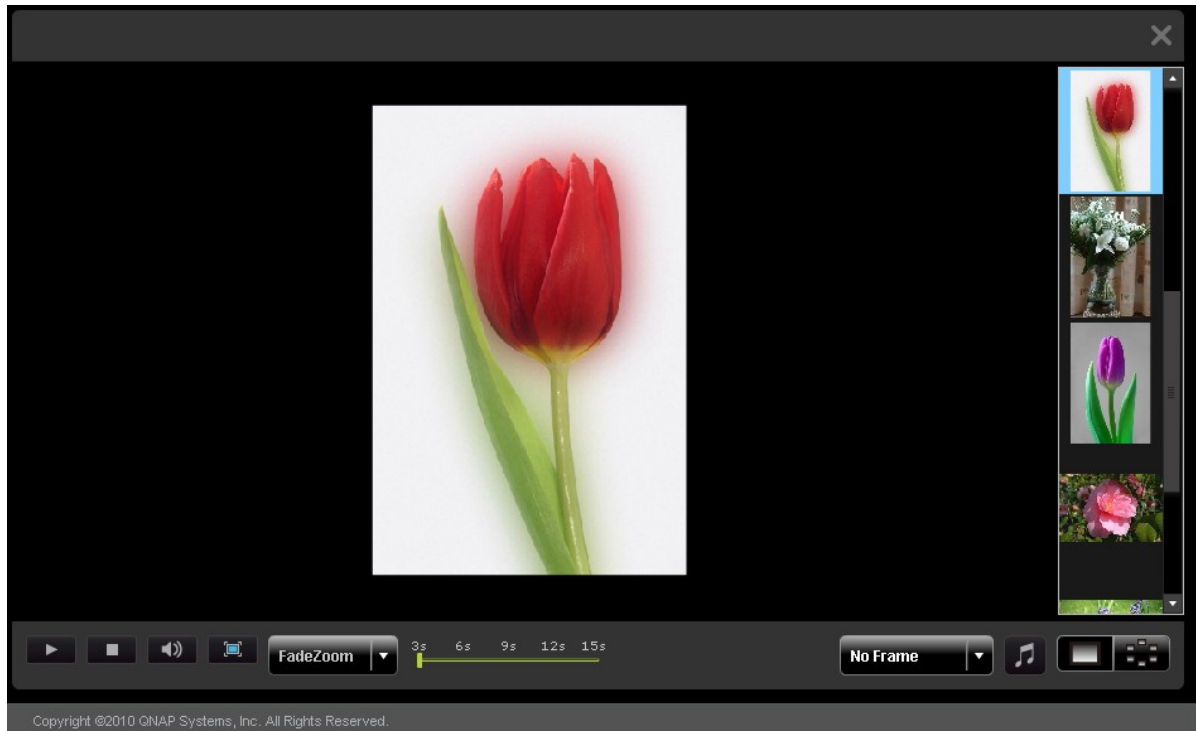 FadeZoom
3s 6s 9s 12s 15s
No Frame
Copyright ©2010 QNAP Systems, Inc. All Rights Reserved.